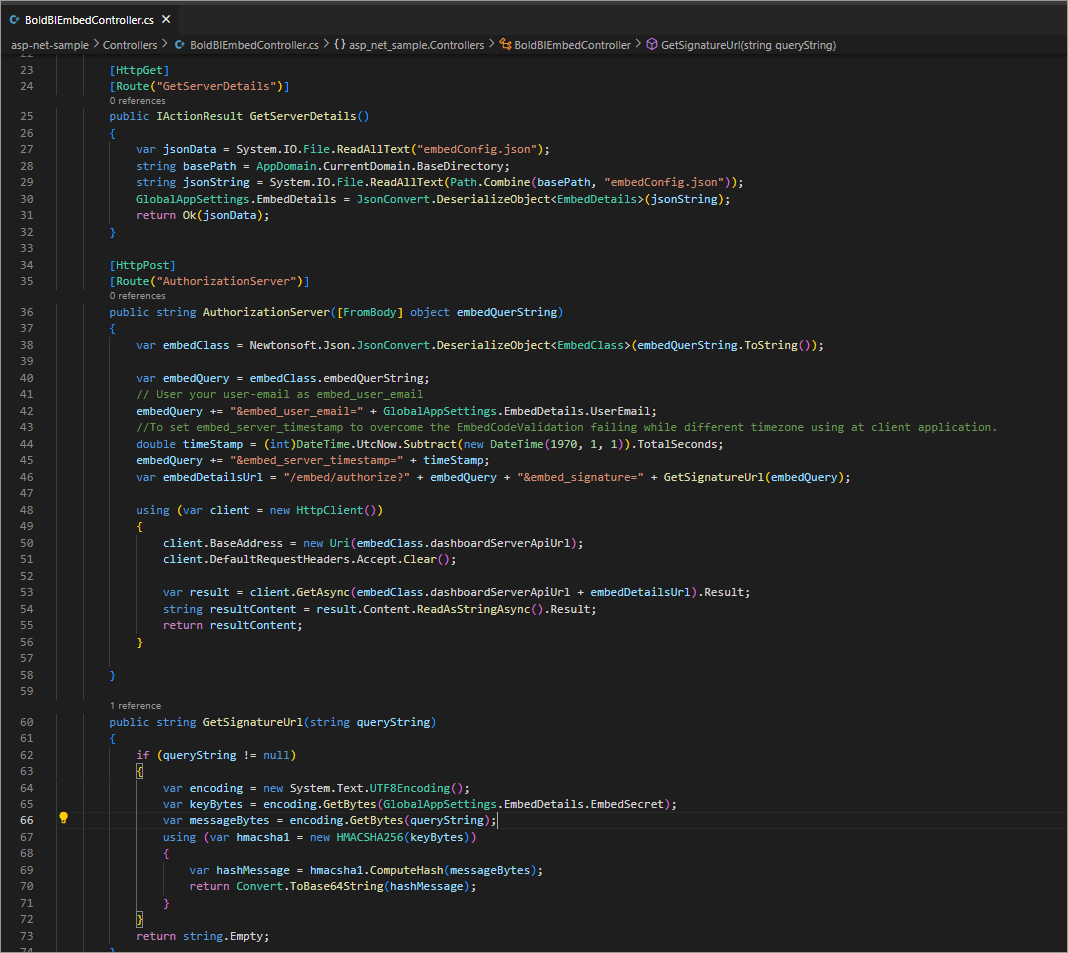 BoldBIEmbedController.cs ×
asp-net-sample > Controllers > BoldBIEmbedController.cs > {} asp_net_sample.Controllers > BoldBIEmbedController > GetSignatureUrl(string queryString)
22
23 [HttpGet]
24 [Route("GetServerDetails")]
0 references
25 public IActionResult GetServerDetails()
26 {
27 var jsonData = System.IO.File.ReadAllText("embedConfig.json");
28 string basePath = AppDomain.CurrentDomain.BaseDirectory;
29 string jsonString = System.IO.File.ReadAllText(Path.Combine(basePath, "embedConfig.json"));
30 GlobalAppSettings.EmbedDetails = JsonConvert.DeserializeObject<EmbedDetails>(jsonString);
31 return Ok(jsonData);
32 }
33
34 [HttpPost]
35 [Route("AuthorizationServer")]
0 references
36 public string AuthorizationServer([FromBody] object embedQuerString)
37 {
38 var embedClass = Newtonsoft.Json.JsonConvert.DeserializeObject<EmbedClass>(embedQuerString.ToString());
39
40 var embedQuery = embedClass.embedQuerString;
41 // User your user-email as embed_user_email
42 embedQuery += "&embed_user_email=" + GlobalAppSettings.EmbedDetails.UserEmail;
43 //To set embed_server_timestamp to overcome the EmbedCodeValidation failing while different timezone using at client application.
44 double timeStamp = (int)DateTime.UtcNow.Subtract(new DateTime(1970, 1, 1)).TotalSeconds;
45 embedQuery += "&embed_server_timestamp=" + timeStamp;
46 var embedDetailsUrl = "/embed/authorize?" + embedQuery + "&embed_signature=" + GetSignatureUrl(embedQuery);
47
48 using (var client = new HttpClient())
49 {
50 client.BaseAddress = new Uri(embedClass.dashboardServerApiUrl);
51 client.DefaultRequestHeaders.Accept.Clear();
52
53 var result = client.GetAsync(embedClass.dashboardServerApiUrl + embedDetailsUrl).Result;
54 string resultContent = result.Content.ReadAsStringAsync().Result;
55 return resultContent;
56 }
57
58 }
59
1 reference
60 public string GetSignatureUrl(string queryString)
61 {
62 if (queryString != null)
63 {
64 var encoding = new System.Text.UTF8Encoding();
65 var keyBytes = encoding.GetBytes(GlobalAppSettings.EmbedDetails.EmbedSecret);
66 var messageBytes = encoding.GetBytes(queryString);
67 using (var hmacsha1 = new HMACSHA256(keyBytes))
68 {
69 var hashMessage = hmacsha1.ComputeHash(messageBytes);
70 return Convert.ToBase64String(hashMessage);
71 }
72 }
73 return string.Empty;
74 }